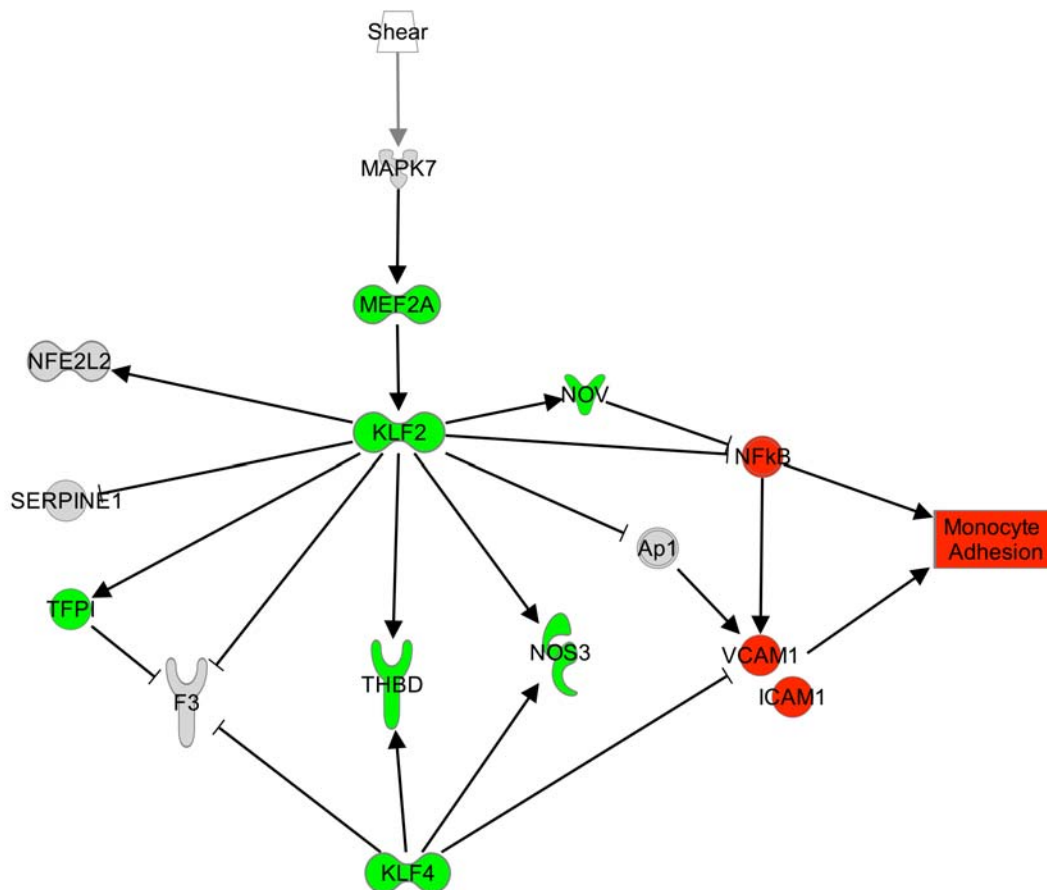 Shear
MAPK7
MEF2A
NFE2L2
NOV
KLF2
NFkB
SERPINE1
Ap1
Monocyte
Adhesion
TFPI
NOS3
VCAM1
THBD
F3
ICAM1
KLF4